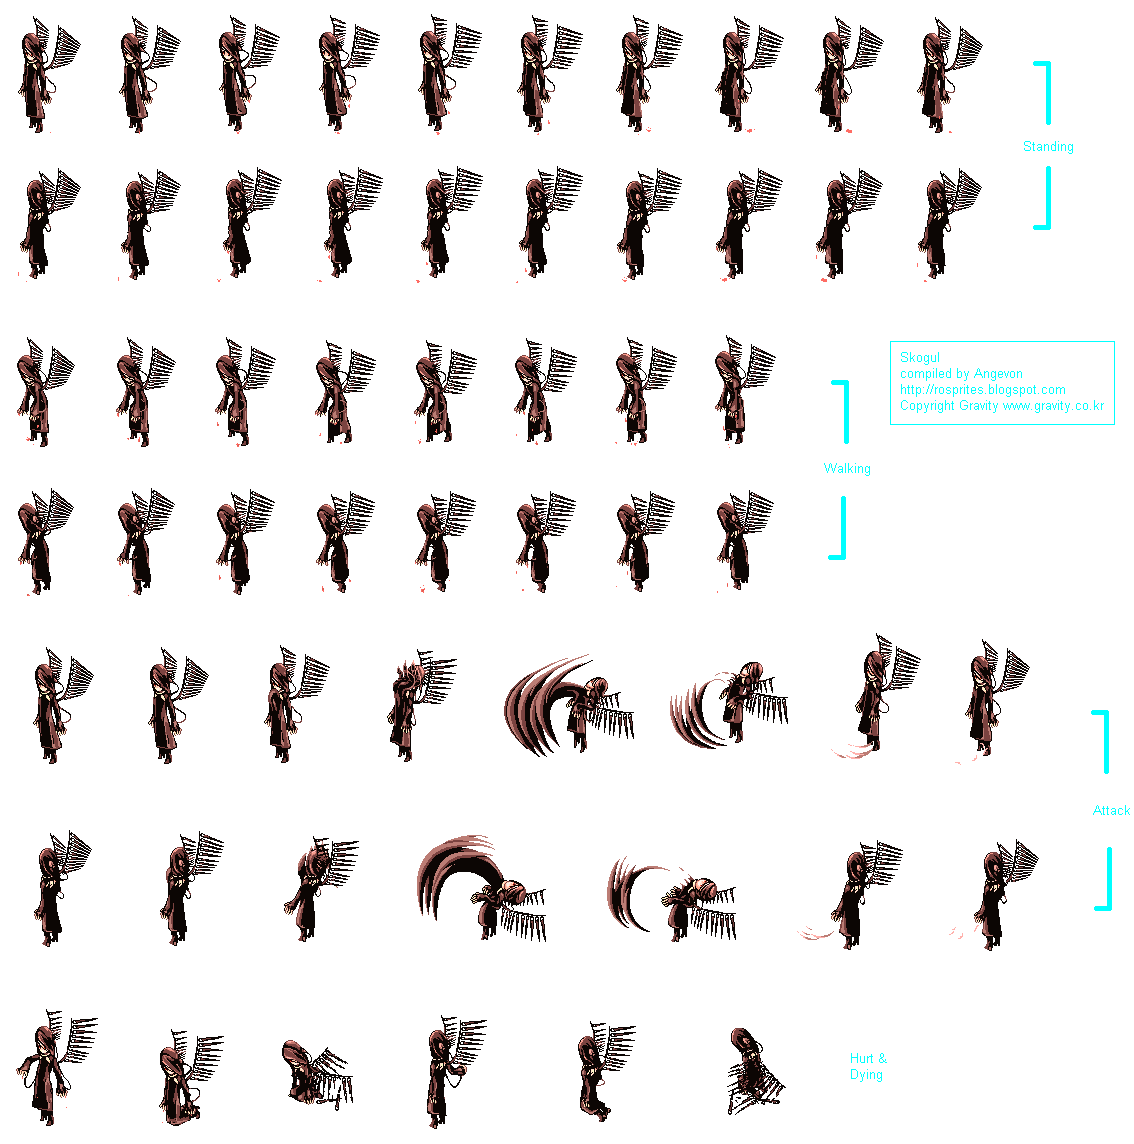 Standing
Skogul
compiled by Angevon
http://rosprites.blogspot.com
Copyright Gravity www.gravity.co.kr
Walking
Attack
Hurt &
Dying